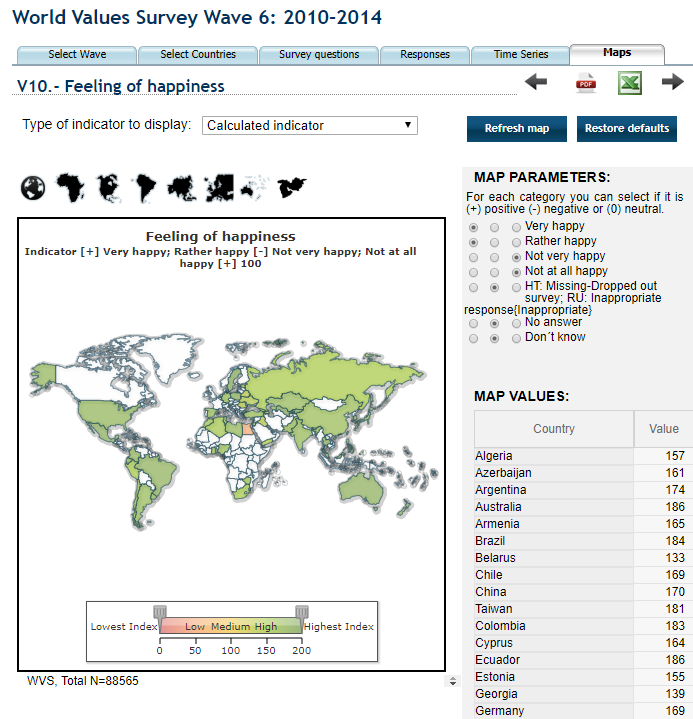 World Values Survey Wave 6: 2010-2014
Select Wave
Select Countries
Survey questions
Responses
Time Series
Maps
V10.- Feeling of happiness
PDF
Type of indicator to display:
Calculated indicator
Refresh map
Restore defaults
Feeling of happiness
Indicator [+] Very happy; Rather happy [-] Not very happy; Not at all
happy [+] 100
Lowest Index
Low Medium High
Highest Index
0 50 100 150 200
WVS, Total N=88565
MAP PARAMETERS:
For each category you can select if it is
(+) positive (-) negative or (0) neutral.
Very happy
Rather happy
Not very happy
Not at all happy
HT: Missing-Dropped out
survey; RU: Inappropriate
response{Inappropriate}
No answer
Don´t know
MAP VALUES:
Country Value
Algeria 157
Azerbaijan 161
Argentina 174
Australia 186
Armenia 165
Brazil 184
Belarus 133
Chile 169
China 170
Taiwan 181
Colombia 183
Cyprus 164
Ecuador 186
Estonia 155
Georgia 139
Germany 169